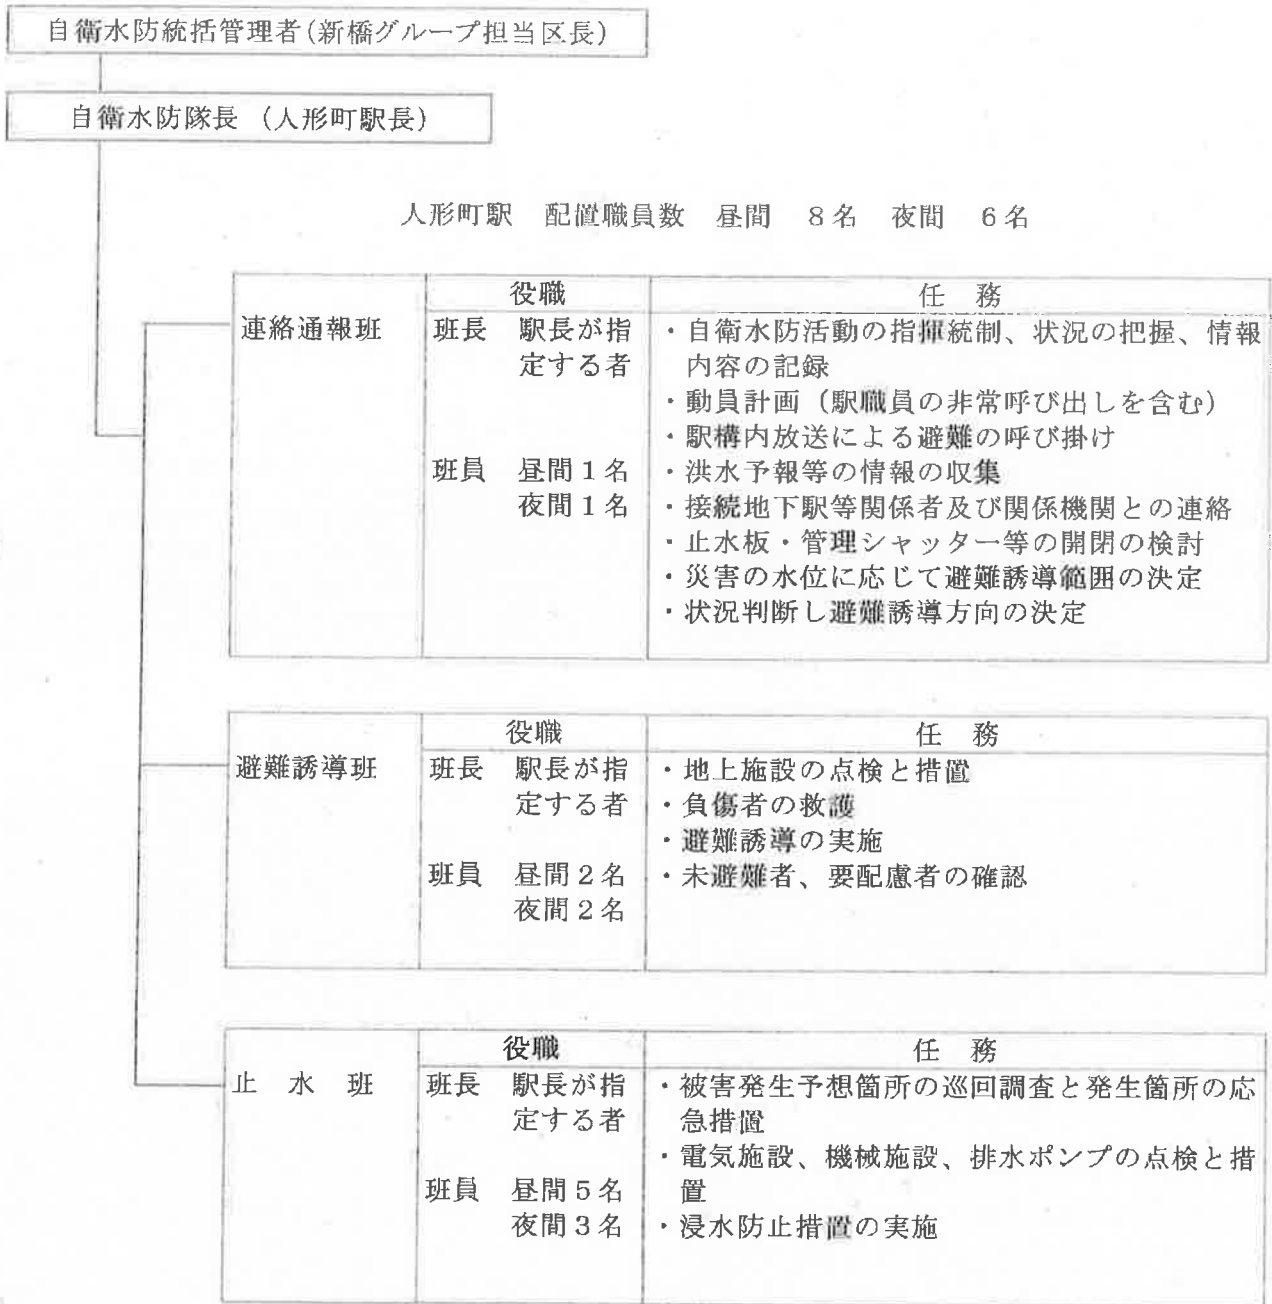 自衛水防統括管理者(新橋グループ担当区長)
自衛水防隊長 (人形町駅長)
人形町駅 配置職員数 昼間 8名 夜間 6名
役職 任 務
連絡通報班
班長 駅長が指
定する者
班員 昼間1名
夜間1名
・自衛水防活動の指揮統制、状況の把握、情報
内容の記録
・動員計画(駅職員の非常呼び出しを含む)
・駅構内放送による避難の呼び掛け
・洪水予報等の情報の収集
・接続地下駅等関係者及び関係機関との連絡
・止水板・管理シャッター等の開閉の検討
・災害の水位に応じて避難誘導範囲の決定
・状況判断し避難誘導方向の決定
役職 任 務
避難誘導班
班長 駅長が指
定する者
班員 昼間2名
夜間2名
・地上施設の点検と措置
・負傷者の救護
・避難誘導の実施
・未避難者、要配慮者の確認
役職 任 務
止 水 班
班長 駅長が指
定する者
班員 昼間5名
夜間3名
・被害発生予想箇所の巡回調査と発生箇所の応
急措置
・電気施設、機械施設、排水ポンプの点検と措
置
・浸水防止措置の実施